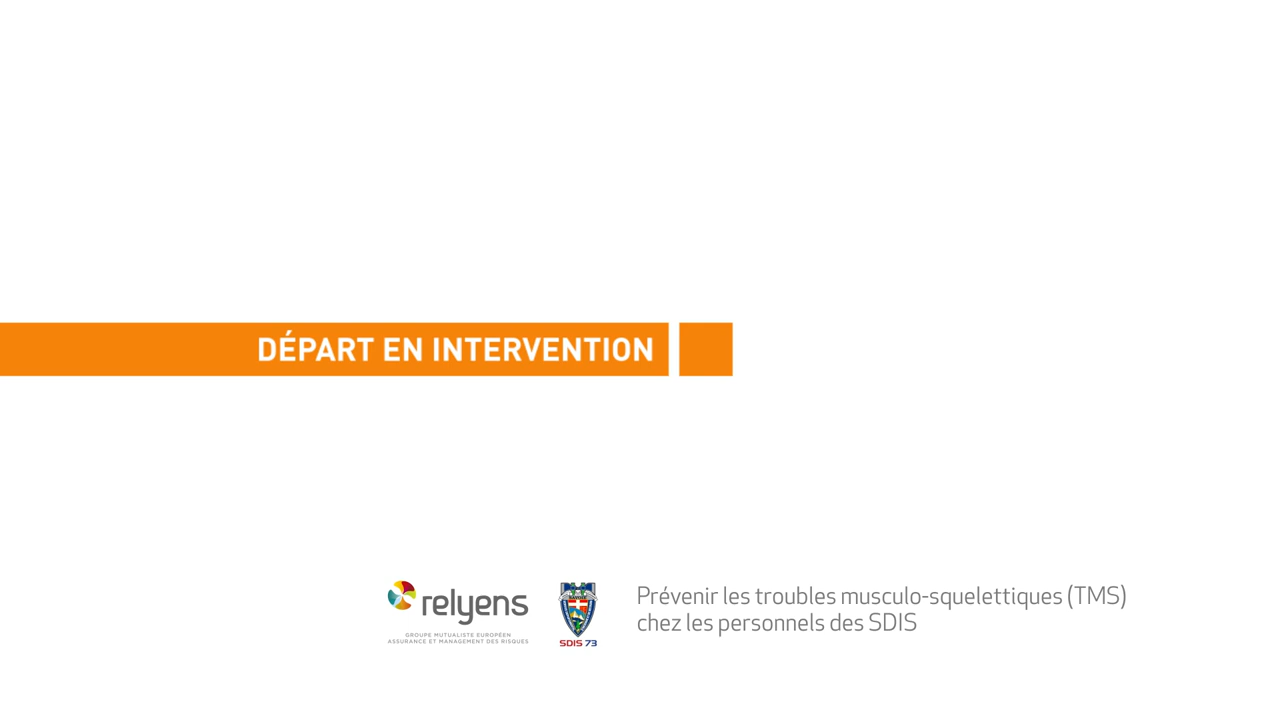 DÉPART EN INTERVENTION
relyens
GROUPE MUTUALISTE EUROPÉEN
ASSURANCE ET MANAGEMENT DES RISQUES
SAVOIE
SDIS 73
Prévenir les troubles musculo-squelettiques (TMS)
chez les personnels des SDIS